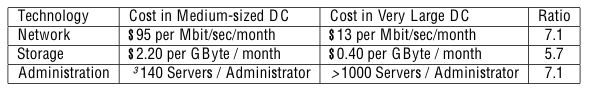 Technology Cost in Medium-sized DC Cost in Very Large DC Ratio
Network $95 per Mbit/sec/month $13 per Mbit/sec/month 7.1
Storage $2.20 per GByte / month $0.40 per GByte / month 5.7
Administration ³140 Servers / Administrator >1000 Servers / Administrator 7.1